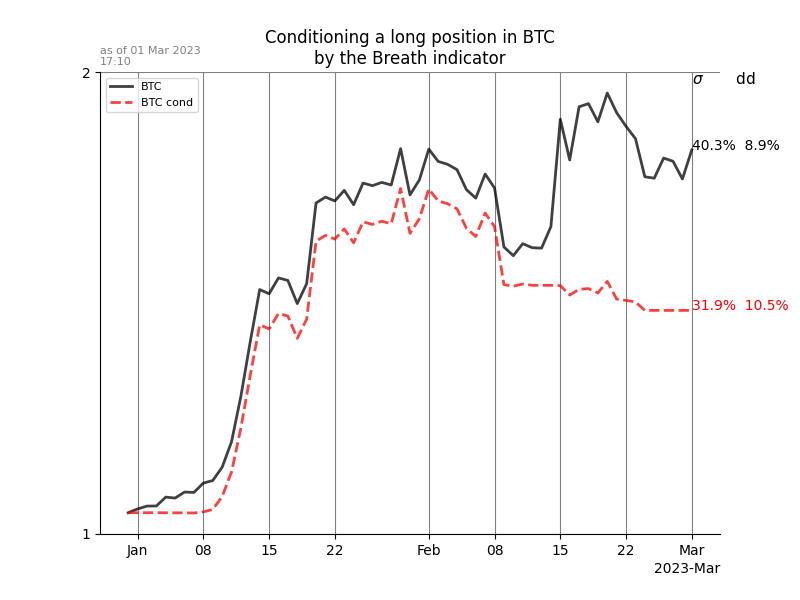 Conditioning a long position in BTC
by the Breath indicator
as of 01 Mar 2023
17:10
2
σ dd
BTC
BTC cond
40.3% 8.9%
31.9% 10.5%
1
Jan 08 15 22 Feb 08 15 22 Mar
2023-Mar